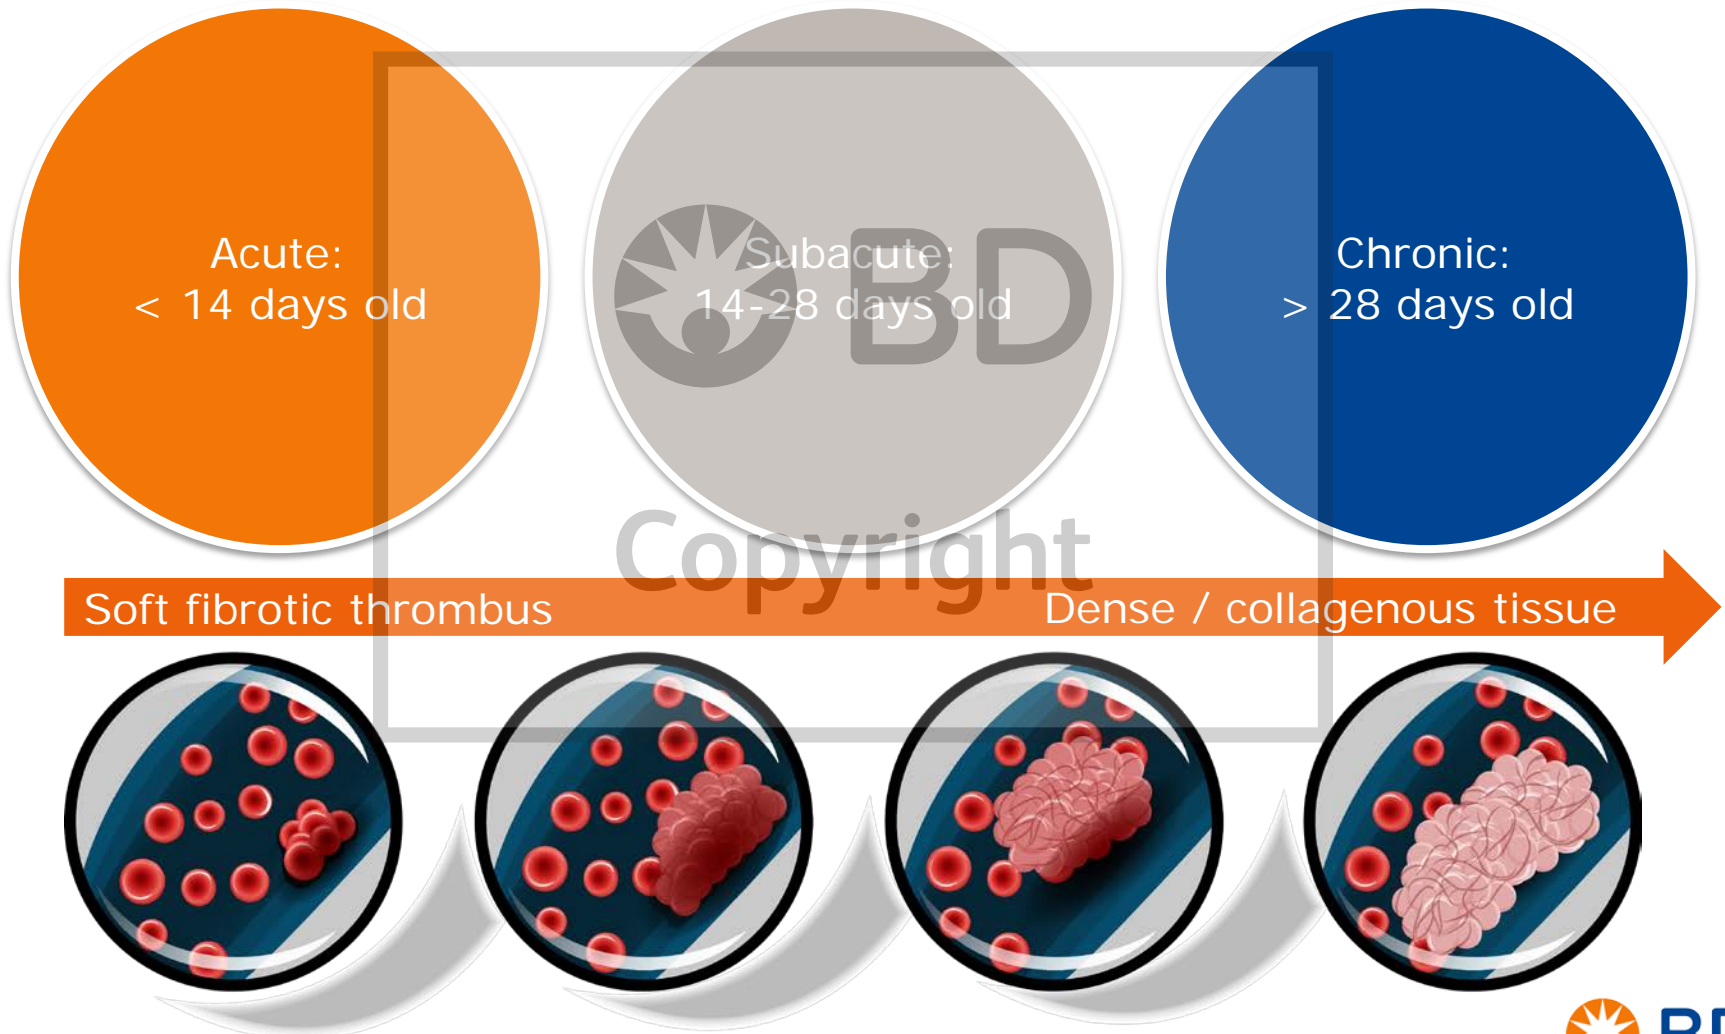 Acute:
< 14 days old
Subacute:
14-28 days old
Chronic:
> 28 days old
BD
Copyright
Soft fibrotic thrombus
Dense / collagenous tissue
BD